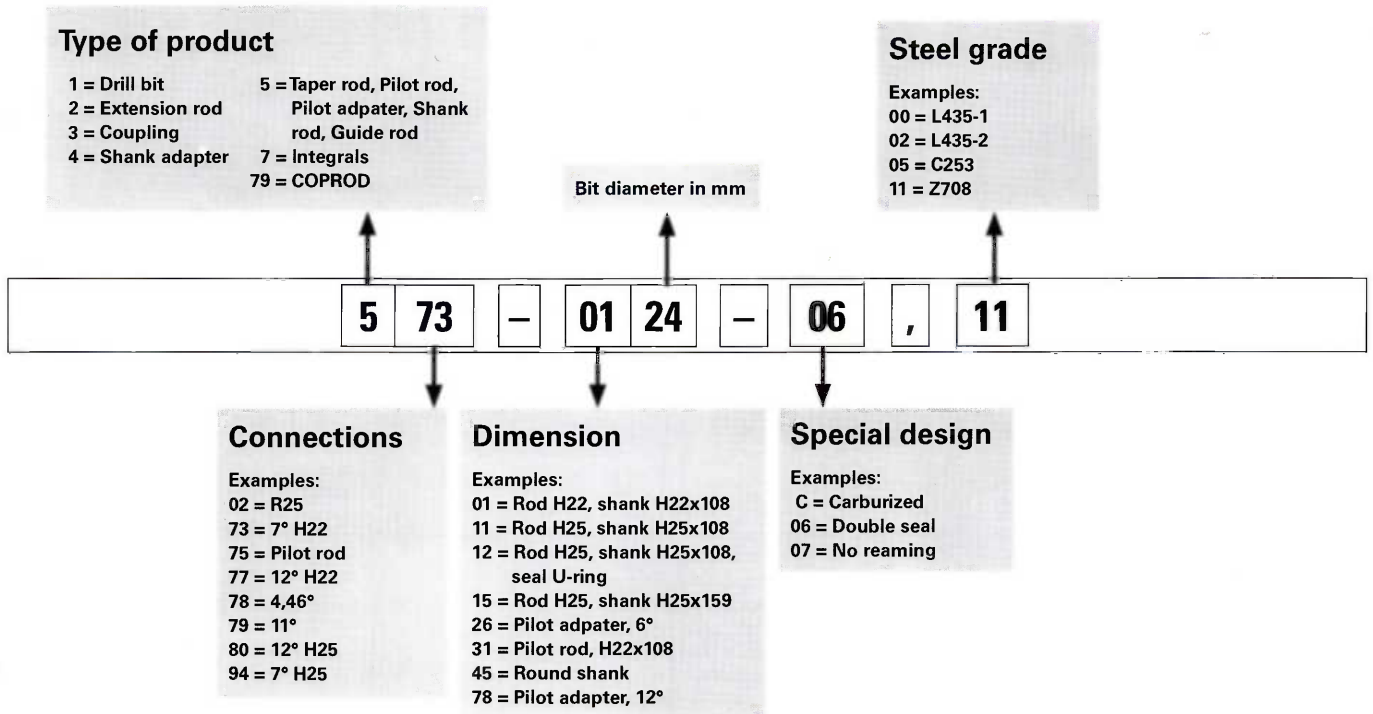 Type of product
1 = Drill bit
2 = Extension rod
3 = Coupling
4 = Shank adapter
5 = Taper rod, Pilot rod,
Pilot adpater, Shank
rod, Guide rod
7 = Integrals
79 = COPROD
Bit diameter in mm
Steel grade
Examples:
00 = L435-1
02 = L435-2
05 = C253
11 = Z708
5 73 – 01 24 – 06 , 11
Connections
Examples:
02 = R25
73 = 7° H22
75 = Pilot rod
77 = 12° H22
78 = 4,46°
79 = 11°
80 = 12° H25
94 = 7° H25
Dimension
Examples:
01 = Rod H22, shank H22x108
11 = Rod H25, shank H25x108
12 = Rod H25, shank H25x108,
seal U-ring
15 = Rod H25, shank H25x159
26 = Pilot adpater, 6°
31 = Pilot rod, H22x108
45 = Round shank
78 = Pilot adapter, 12°
Special design
Examples:
C = Carburized
06 = Double seal
07 = No reaming